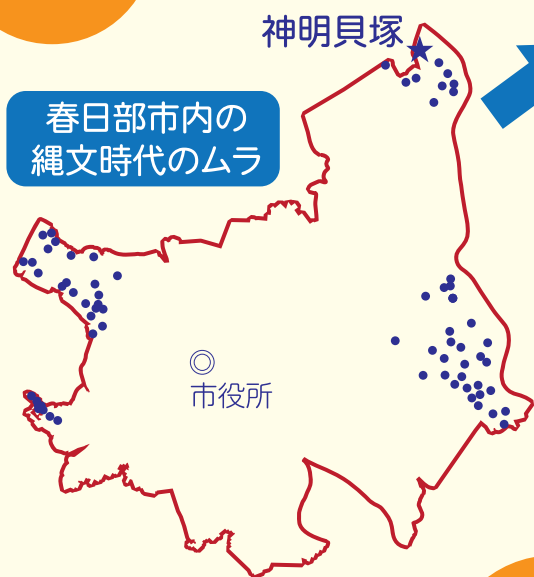 神明貝塚
春日部市内の
縄文時代のムラ
市役所